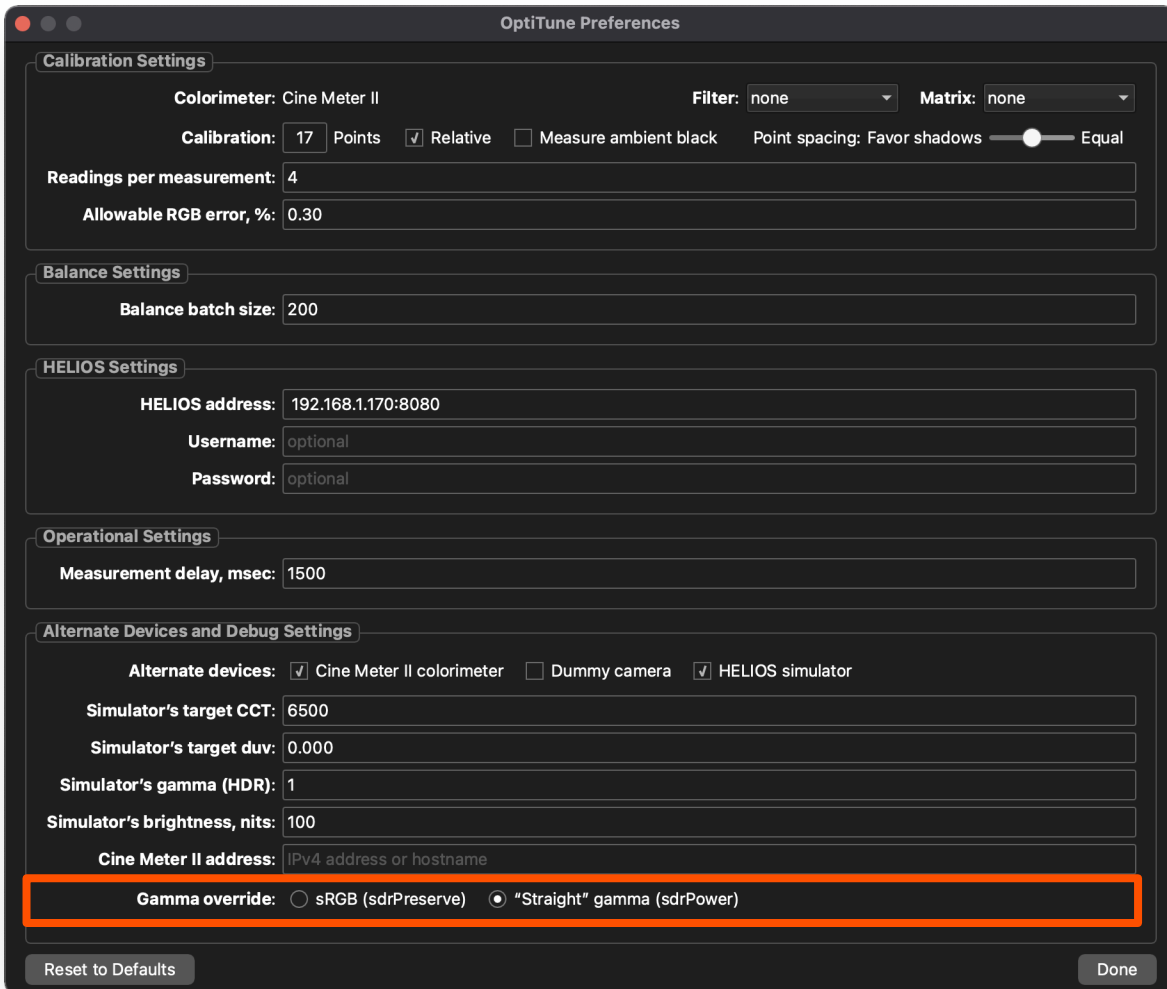 OptiTune Preferences
Calibration Settings
Colorimeter: Cine Meter II Filter: none Matrix: none
Calibration: 17 Points Relative Measure ambient black Point spacing: Favor shadows Equal
Readings per measurement: 4
Allowable RGB error, %: 0.30
Balance Settings
Balance batch size: 200
HELIOS Settings
HELIOS address: 192.168.1.170:8080
Username: optional
Password: optional
Operational Settings
Measurement delay, msec: 1500
Alternate Devices and Debug Settings
Alternate devices: Cine Meter II colorimeter Dummy camera HELIOS simulator
Simulator’s target CCT: 6500
Simulator’s target duv: 0.000
Simulator’s gamma (HDR): 1
Simulator’s brightness, nits: 100
Cine Meter II address: IPv4 address or hostname
Gamma override: sRGB (sdrPreserve) “Straight” gamma (sdrPower)
Reset to Defaults Done